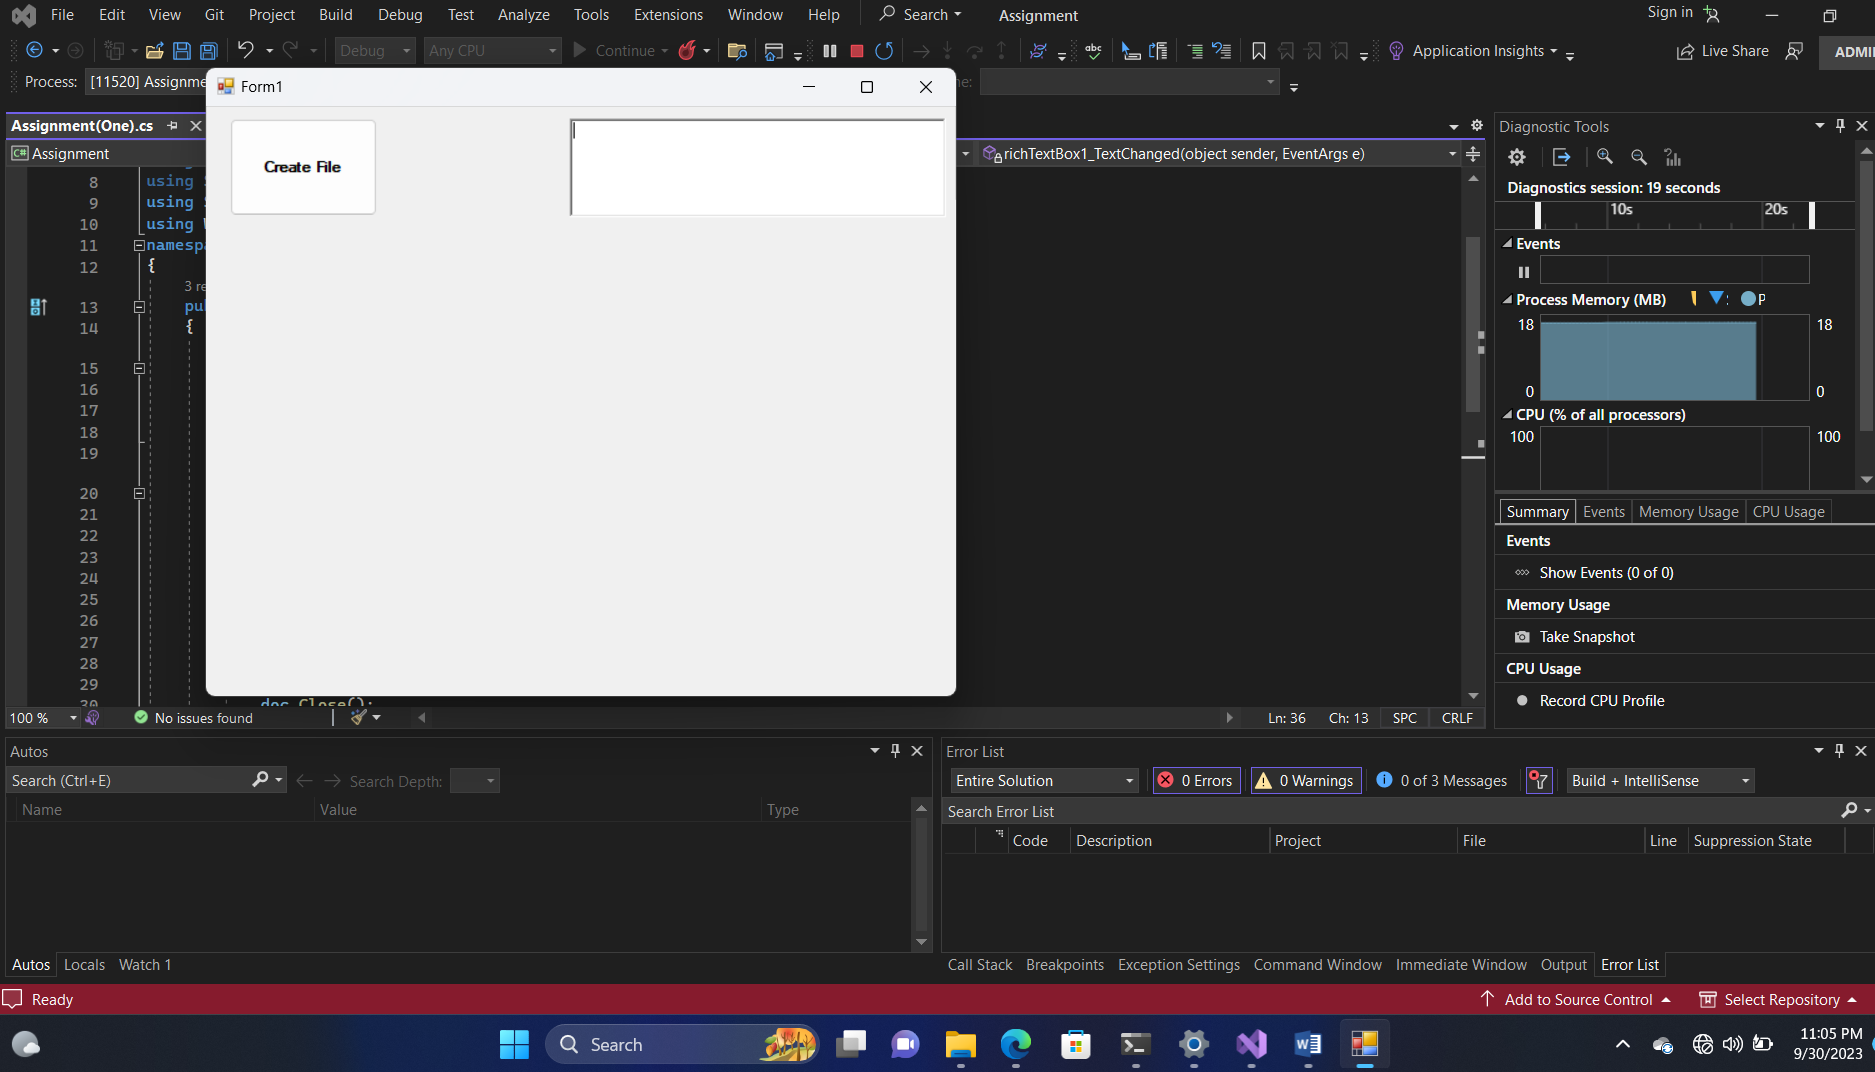 File Edit View Git Project Build Debug Test Analyze Tools Extensions Window Help Search Assignment Sign in
Debug Any CPU Continue abc Application Insights Live Share ADMI
Process: [11520] Assignme
Form1
Create File
Assignment(One).cs
Assignment
richTextBox1_TextChanged(object sender, EventArgs e)
8 using
9 using
10 using
11 namespa
12 {
3 re
13 pul
14 {
15
16
17
18
19
20
21
22
23
24
25
26
27
28
29
30 doc.Close();
100 % No issues found Ln: 36 Ch: 13 SPC CRLF
Diagnostic Tools
Diagnostics session: 19 seconds
10s 20s
Events
Process Memory (MB) P
18 18
0 0
CPU (% of all processors)
100 100
Summary Events Memory Usage CPU Usage
Events
Show Events (0 of 0)
Memory Usage
Take Snapshot
CPU Usage
Record CPU Profile
Autos
Search (Ctrl+E) Search Depth:
Name Value Type
Autos Locals Watch 1
Error List
Entire Solution 0 Errors 0 Warnings 0 of 3 Messages Build + IntelliSense
Search Error List
Code Description Project File Line Suppression State
Call Stack Breakpoints Exception Settings Command Window Immediate Window Output Error List
Ready Add to Source Control Select Repository
Search
11:05 PM
9/30/2023